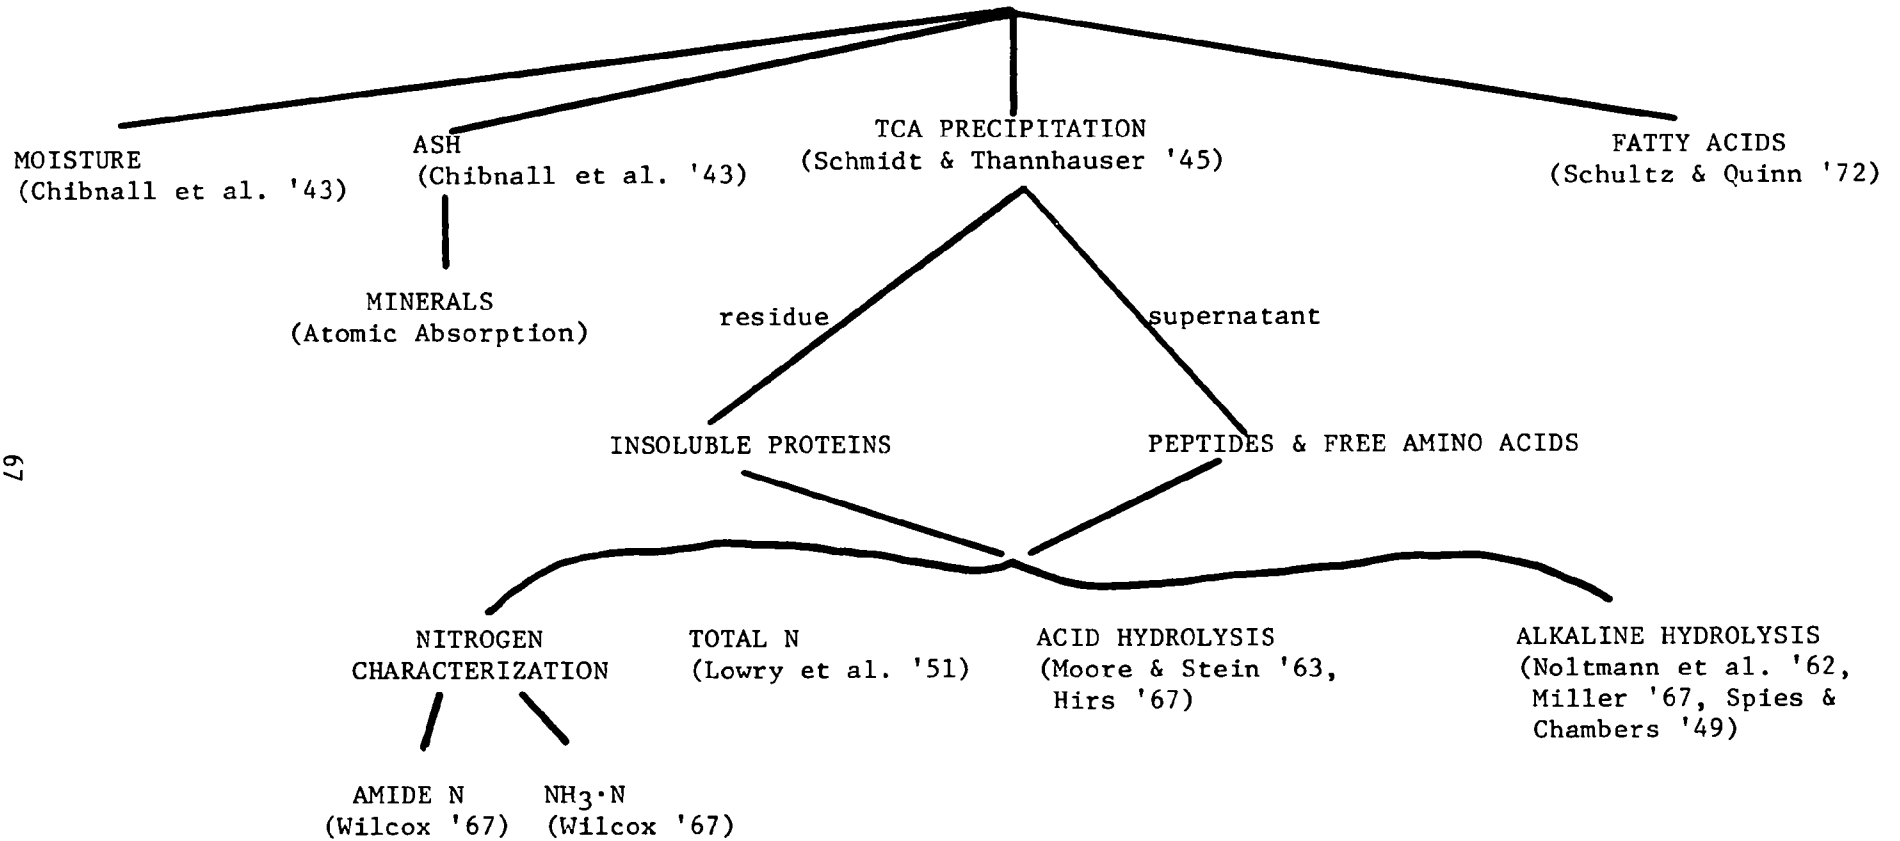 MOISTURE
(Chibnall et al. '43)
ASH
(Chibnall et al. '43)
TCA PRECIPITATION
(Schmidt & Thannhauser '45)
FATTY ACIDS
(Schultz & Quinn '72)
MINERALS
(Atomic Absorption)
residue
supernatant
INSOLUBLE PROTEINS
PEPTIDES & FREE AMINO ACIDS
67
NITROGEN
CHARACTERIZATION
TOTAL N
(Lowry et al. '51)
ACID HYDROLYSIS
(Moore & Stein '63,
Hirs '67)
ALKALINE HYDROLYSIS
(Noltmann et al. '62,
Miller '67, Spies &
Chambers '49)
AMIDE N
(Wilcox '67)
NH3·N
(Wilcox '67)